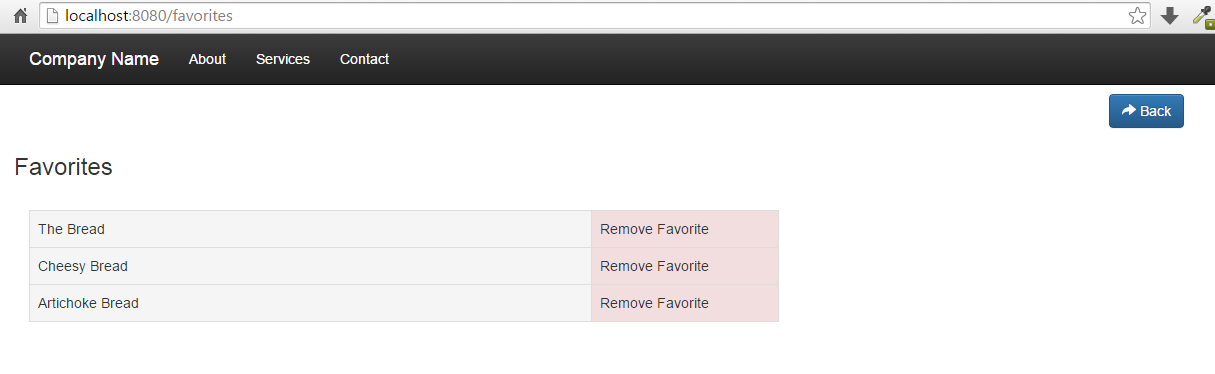 localhost:8080/favorites
Company Name About Services Contact
Back
Favorites
The Bread Remove Favorite
Cheesy Bread Remove Favorite
Artichoke Bread Remove Favorite